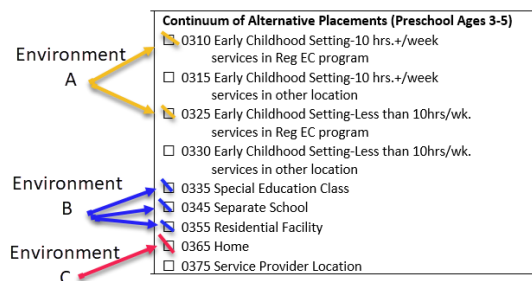 Continuum of Alternative Placements (Preschool Ages 3-5)
Environment
A
0310 Early Childhood Setting-10 hrs.+/week
services in Reg EC program
0315 Early Childhood Setting-10 hrs.+/week
services in other location
0325 Early Childhood Setting-Less than 10hrs/wk.
services in Reg EC program
0330 Early Childhood Setting-Less than 10hrs/wk.
services in other location
Environment
B
0335 Special Education Class
0345 Separate School
0355 Residential Facility
Environment
C
0365 Home
0375 Service Provider Location